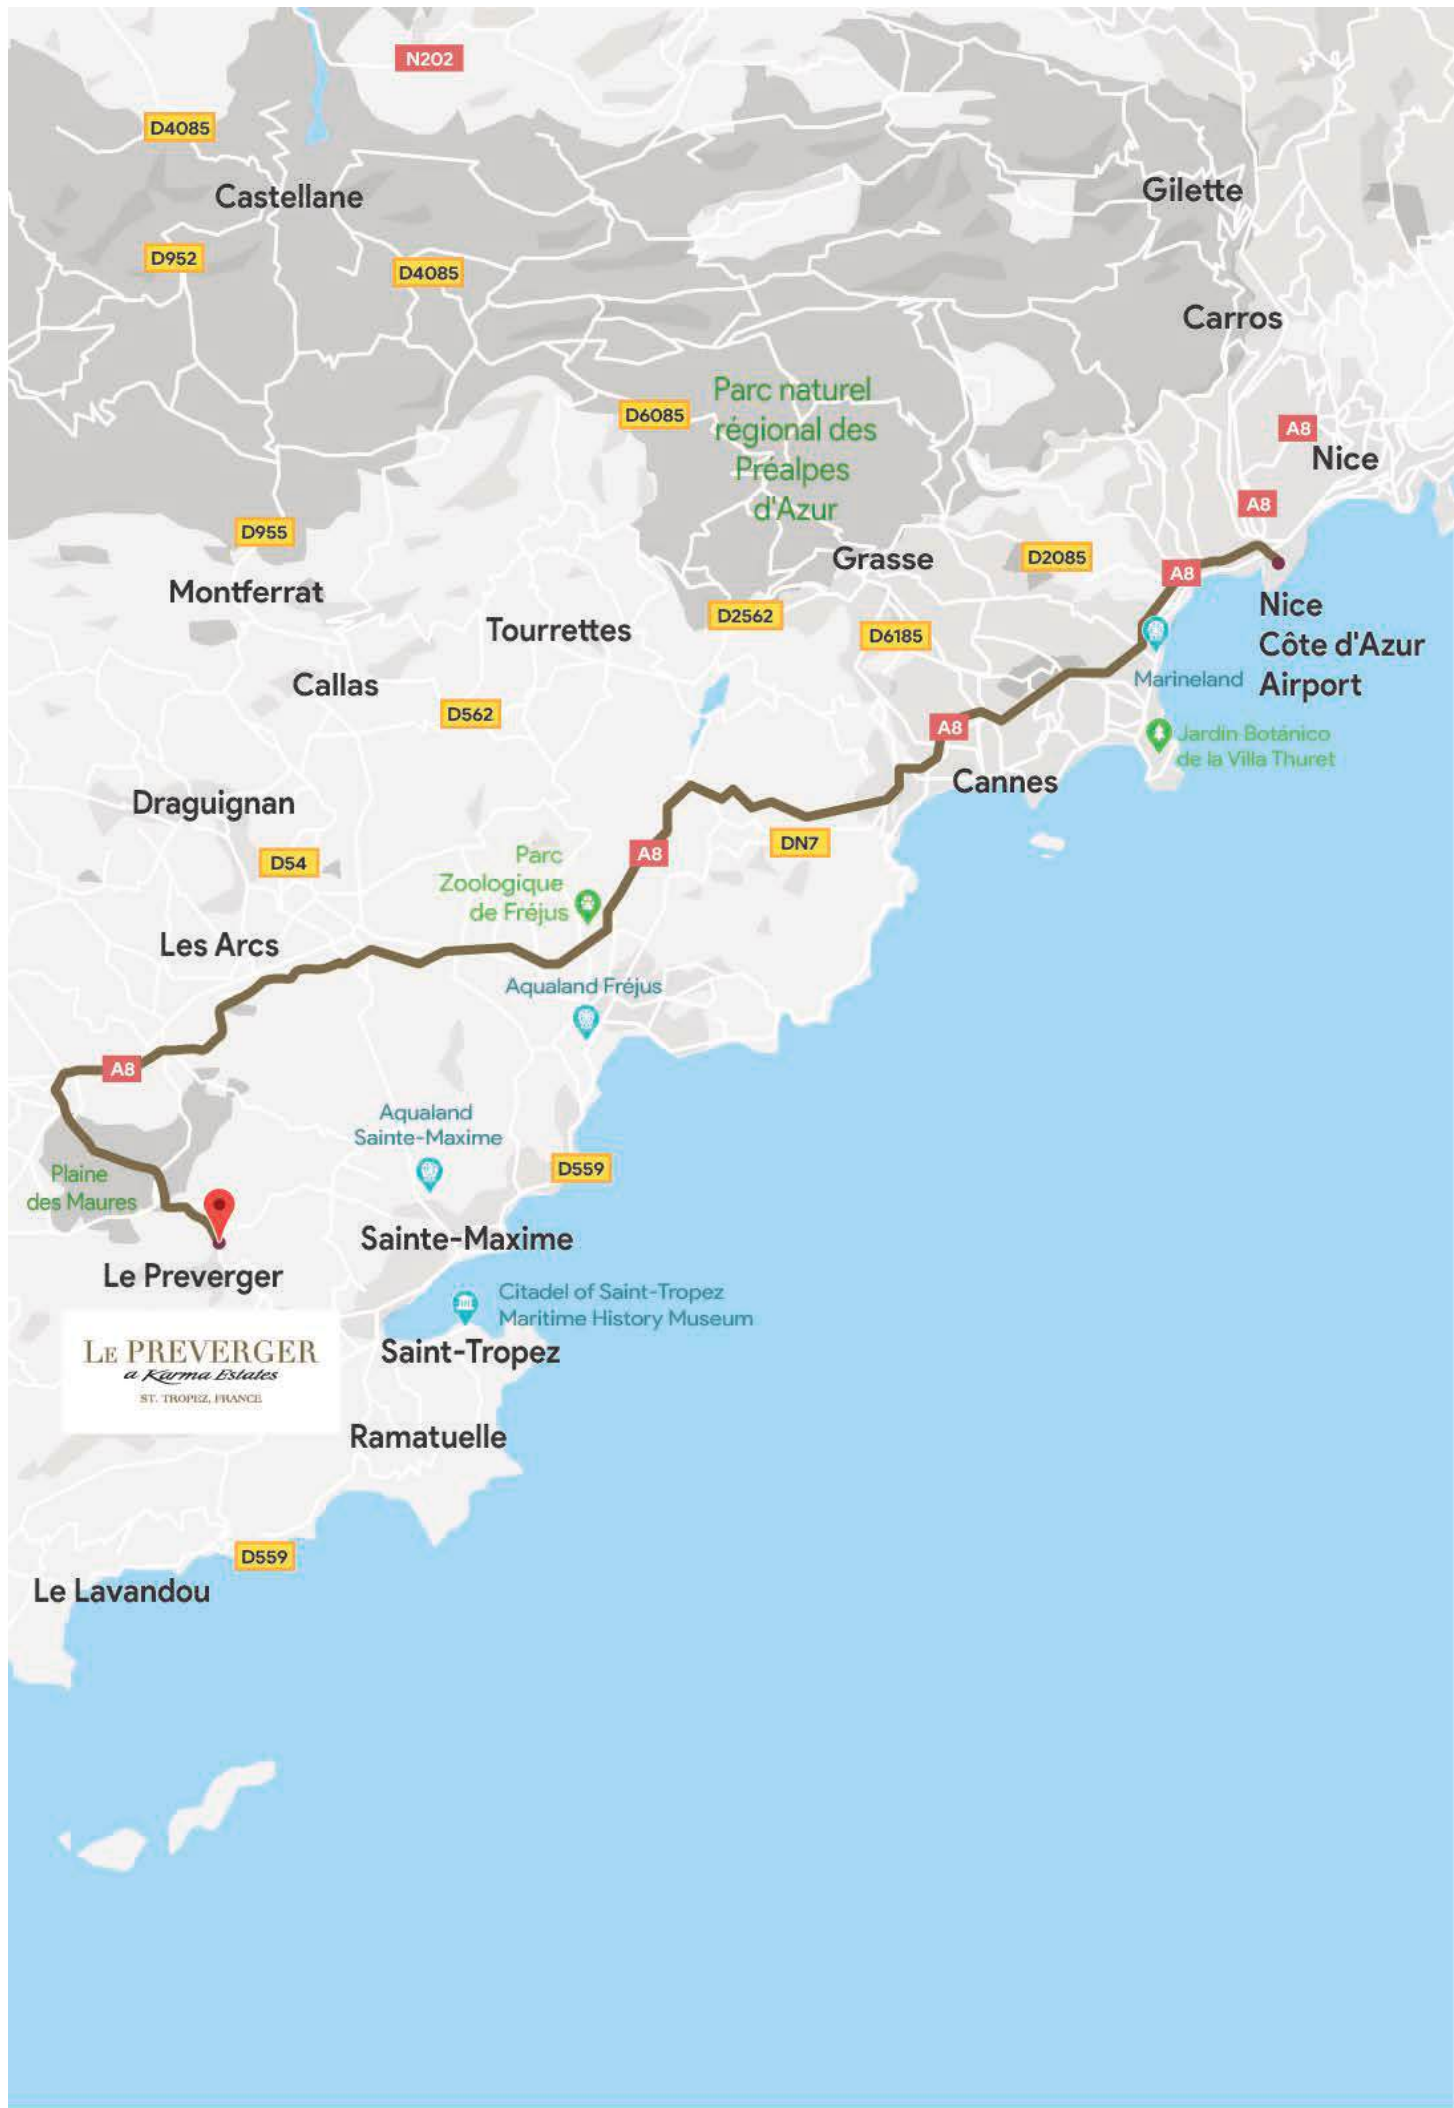 N202
D4085
Castellane
Gilette
D952
D4085
Carros
Parc naturel
régional des
Préalpes
d'Azur
D6085
A8
Nice
A8
D955
Grasse
D2085
A8
Montferrat
Nice
Côte d'Azur
Airport
Tourrettes
D2562
D6185
Callas
Marineland
D562
A8
Jardin Botánico
de la Villa Thuret
Cannes
Draguignan
DN7
D54
Parc
Zoologique
de Fréjus
A8
Les Arcs
Aqualand Fréjus
A8
Aqualand
Sainte-Maxime
D559
Plaine
des Maures
Sainte-Maxime
Le Preverger
Citadel of Saint-Tropez
Maritime History Museum
LE PREVERGER
a Karma Estates
ST. TROPEZ, FRANCE
Saint-Tropez
Ramatuelle
D559
Le Lavandou